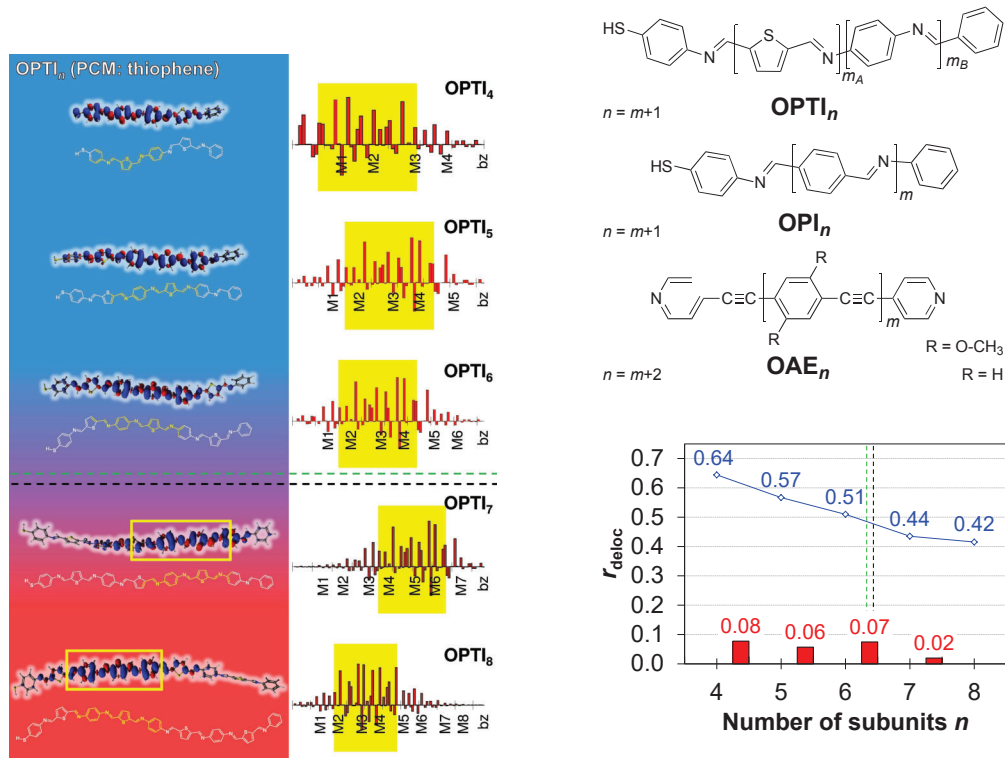 OPTIn (PCM: thiophene)
OPTI4
M1 M2 M3 M4 bz
OPTI5
M1 M2 M3 M4 M5 bz
OPTI6
M1 M2 M3 M4 M5 M6 bz
OPTI7
M1 M2 M3 M4 M5 M6 M7 bz
OPTI8
M1 M2 M3 M4 M5 M6 M7 M8 bz
HS N S N mA N mB
n = m+1
OPTIn
HS N N m
n = m+1
OPIn
R
N R m N
R = O-CH3
n = m+2
OAEn
R = H
rdeloc
0.7
0.6
0.5
0.4
0.3
0.2
0.1
0.0
0.64 0.57 0.51 0.44 0.42
0.08 0.06 0.07 0.02
4 5 6 7 8
Number of subunits n